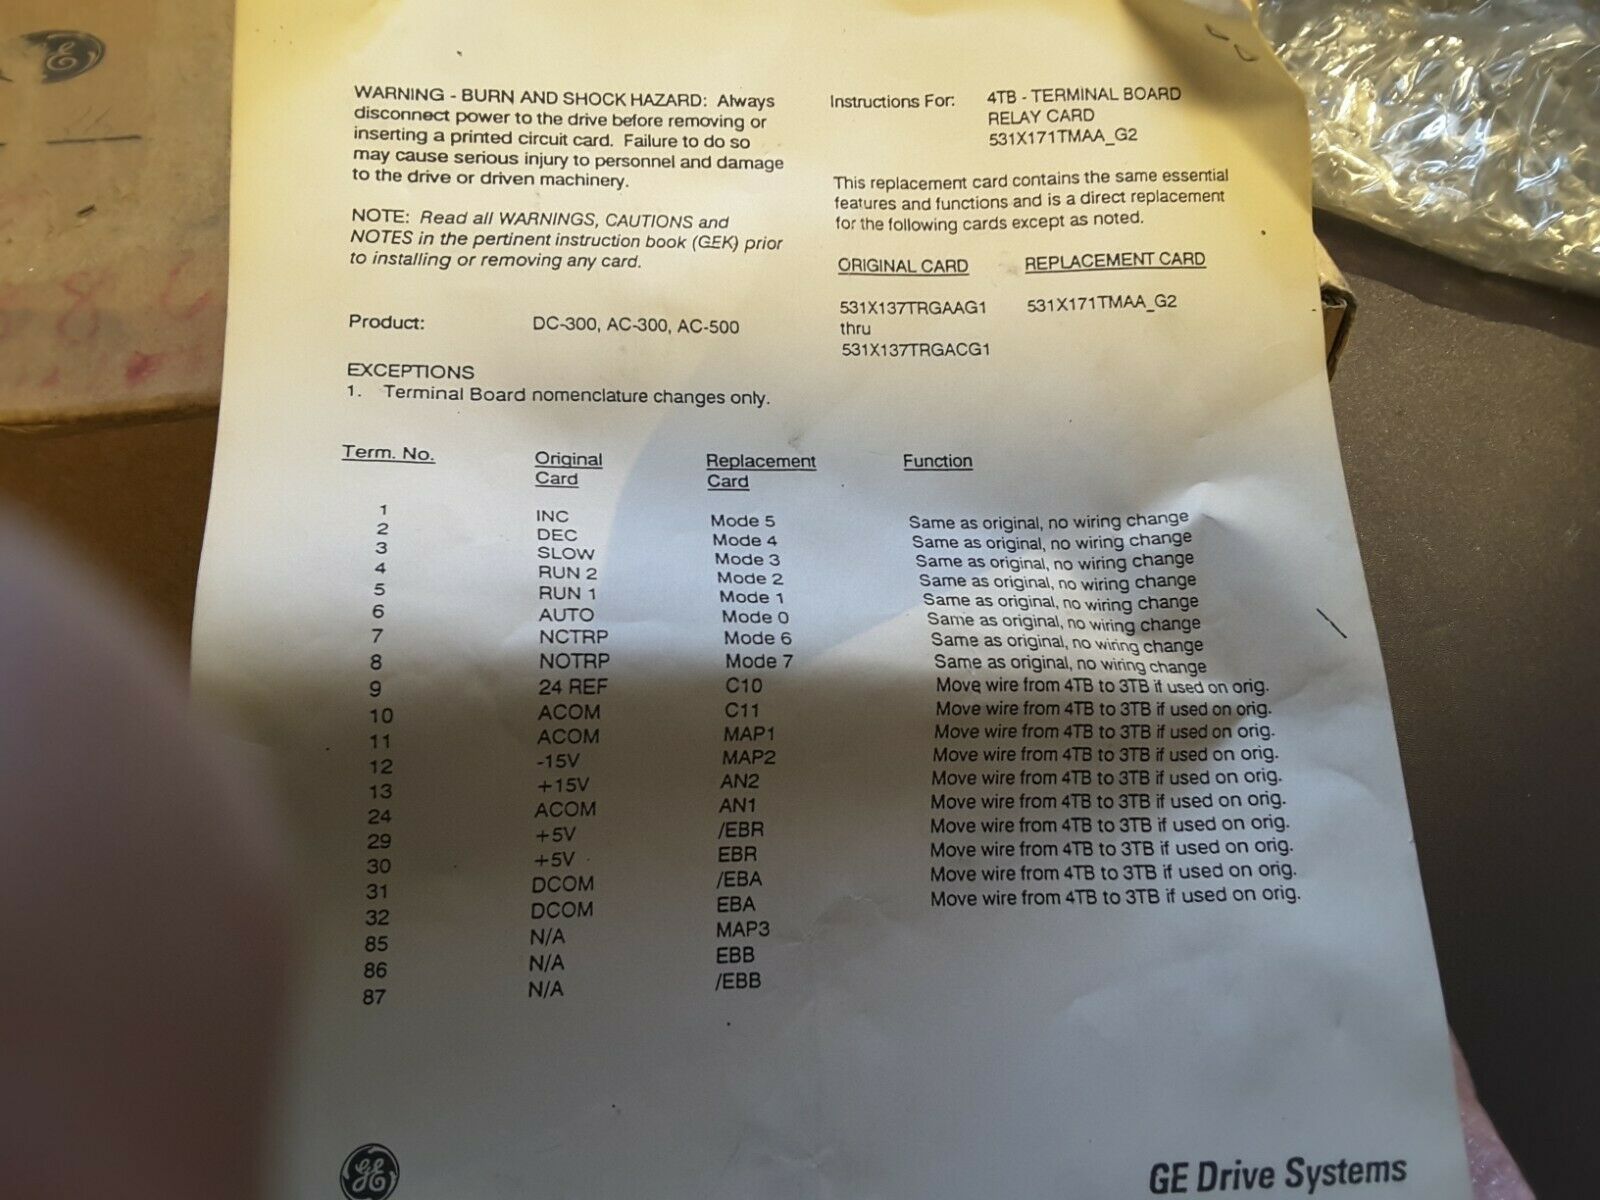 WARNING - BURN AND SHOCK HAZARD: Always
disconnect power to the drive before removing or
inserting a printed circuit card. Failure to do so
may cause serious injury to personnel and damage
to the drive or driven machinery.
NOTE: Read all WARNINGS, CAUTIONS and
NOTES in the pertinent instruction book (GEK) prior
to installing or removing any card.
Product: DC-300, AC-300, AC-500
Instructions For: 4TB - TERMINAL BOARD
RELAY CARD
531X171TMAA_G2
This replacement card contains the same essential
features and functions and is a direct replacement
for the following cards except as noted.
ORIGINAL CARD REPLACEMENT CARD
531X137TRGAAG1 531X171TMAA_G2
thru
531X137TRGACG1
EXCEPTIONS
1. Terminal Board nomenclature changes only.
Term. No. Original Card Replacement Card Function
1 INC Mode 5 Same as original, no wiring change
2 DEC Mode 4 Same as original, no wiring change
3 SLOW Mode 3 Same as original, no wiring change
4 RUN 2 Mode 2 Same as original, no wiring change
5 RUN 1 Mode 1 Same as original, no wiring change
6 AUTO Mode 0 Same as original, no wiring change
7 NCTRP Mode 6 Same as original, no wiring change
8 NOTRP Mode 7 Same as original, no wiring change
9 24 REF C10 Move wire from 4TB to 3TB if used on orig.
10 ACOM C11 Move wire from 4TB to 3TB if used on orig.
11 ACOM MAP1 Move wire from 4TB to 3TB if used on orig.
12 -15V MAP2 Move wire from 4TB to 3TB if used on orig.
13 +15V AN2 Move wire from 4TB to 3TB if used on orig.
24 ACOM AN1 Move wire from 4TB to 3TB if used on orig.
29 +5V /EBR Move wire from 4TB to 3TB if used on orig.
30 +5V EBR Move wire from 4TB to 3TB if used on orig.
31 DCOM /EBA Move wire from 4TB to 3TB if used on orig.
32 DCOM EBA Move wire from 4TB to 3TB if used on orig.
85 N/A MAP3
86 N/A EBB
87 N/A /EBB
GE
GE Drive Systems